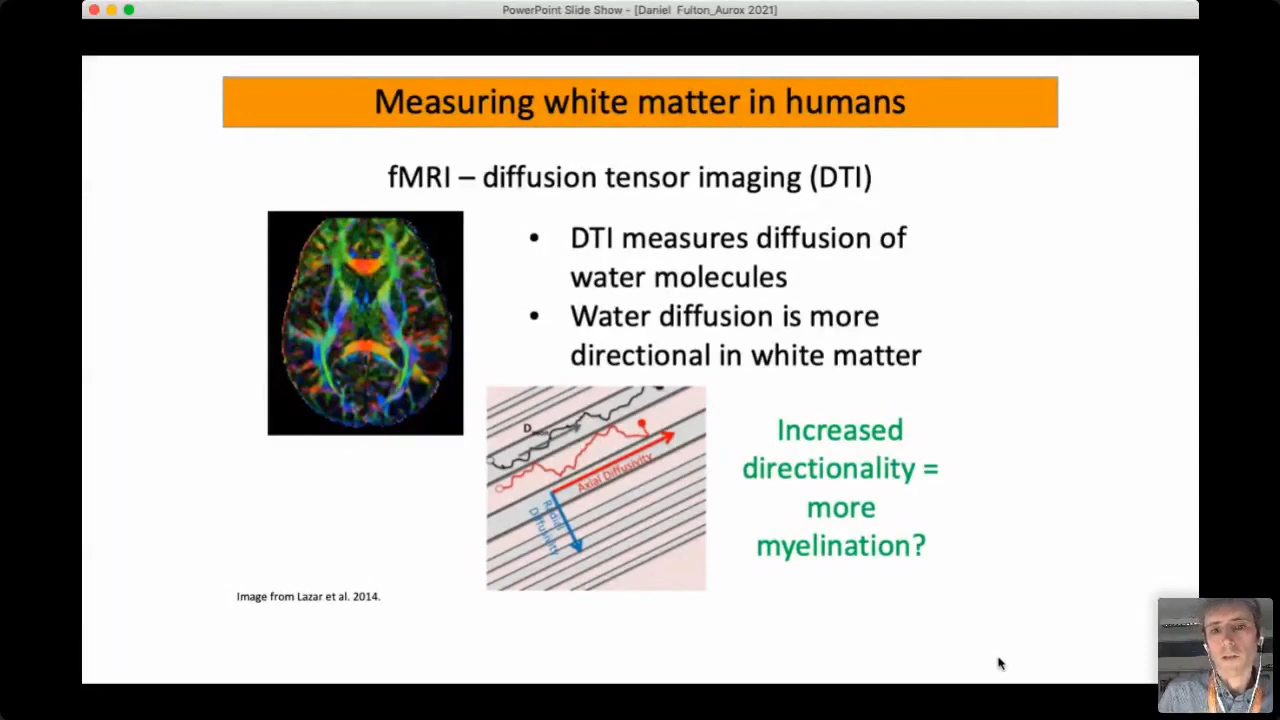 PowerPoint Slide Show - [Daniel Fulton_Aurox 2021]
Measuring white matter in humans
fMRI – diffusion tensor imaging (DTI)
• DTI measures diffusion of
water molecules
• Water diffusion is more
directional in white matter
D
Axial Diffusivity
Radial
Diffusivity
Increased
directionality =
more
myelination?
Image from Lazar et al. 2014.